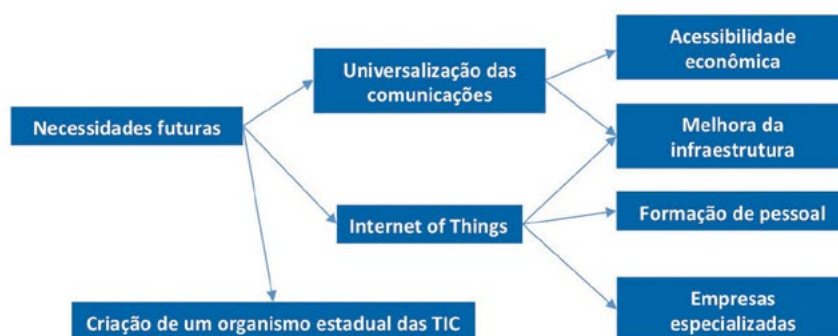 Necessidades futuras
Universalização das
comunicações
Internet of Things
Criação de um organismo estadual das TIC
Acessibilidade
econômica
Melhora da
infraestrutura
Formação de pessoal
Empresas
especializadas